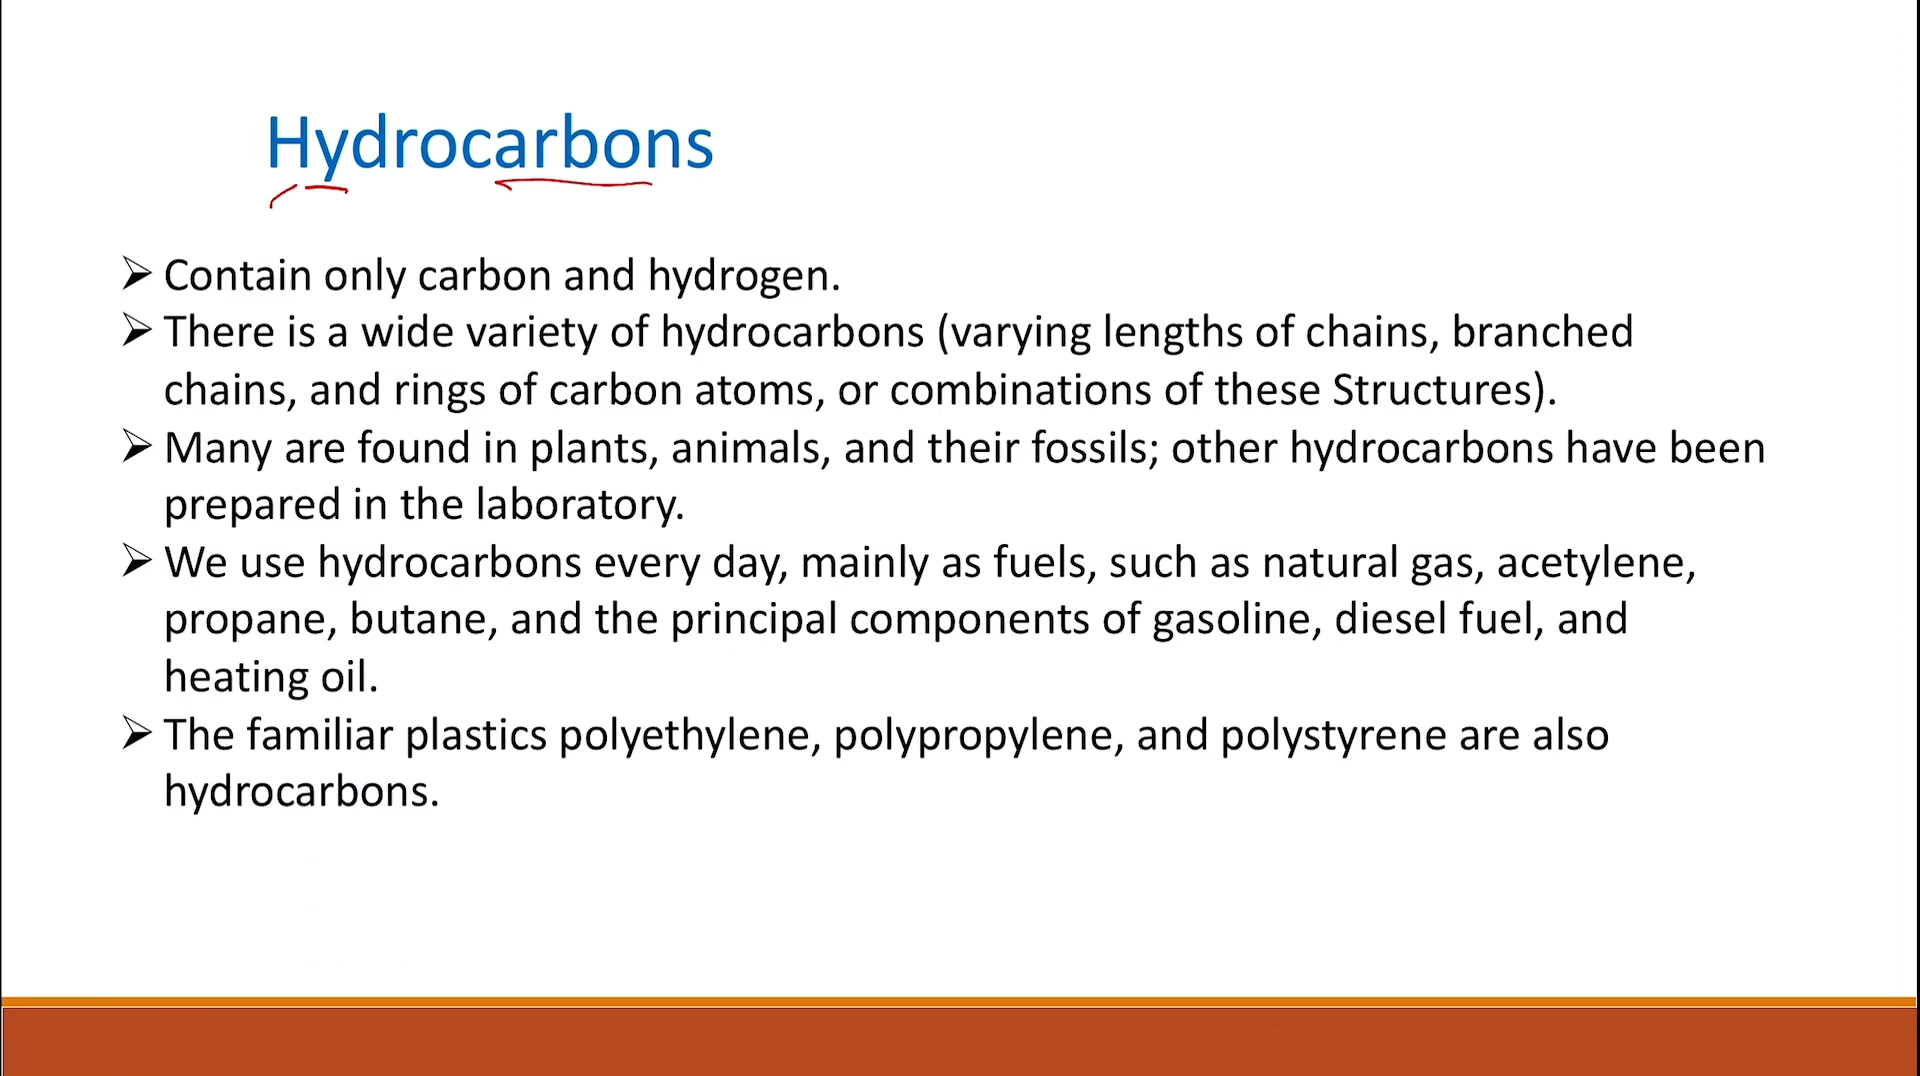 Hydrocarbons
➢ Contain only carbon and hydrogen.
➢ There is a wide variety of hydrocarbons (varying lengths of chains, branched
chains, and rings of carbon atoms, or combinations of these Structures).
➢ Many are found in plants, animals, and their fossils; other hydrocarbons have been
prepared in the laboratory.
➢ We use hydrocarbons every day, mainly as fuels, such as natural gas, acetylene,
propane, butane, and the principal components of gasoline, diesel fuel, and
heating oil.
➢ The familiar plastics polyethylene, polypropylene, and polystyrene are also
hydrocarbons.